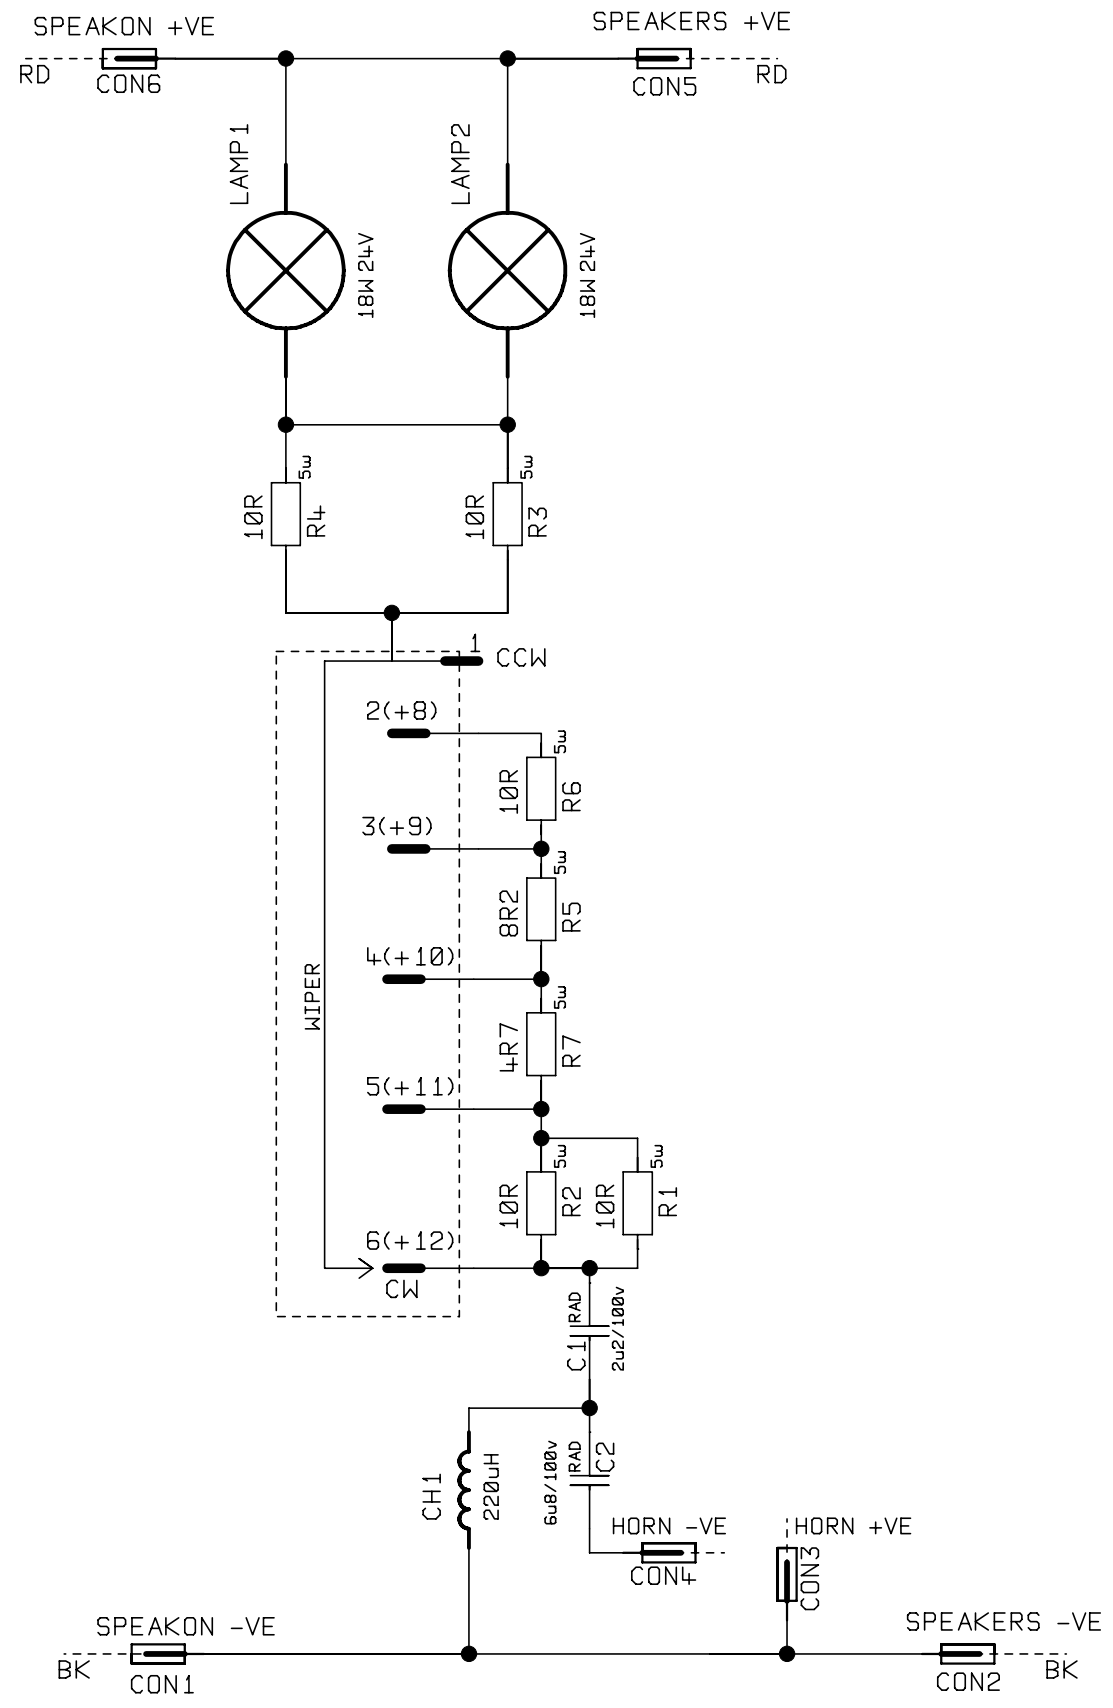 SPEAKON +VE
SPEAKERS +VE
RD
CON6
CON5
RD
LAMP1
18W 24V
LAMP2
18W 24V
5w
10R
R4
5w
10R
R3
1
CCW
2(+8)
5w
10R
R6
3(+9)
5w
8R2
R5
4(+10)
WIPER
5w
4R7
R7
5(+11)
5w
10R
R2
5w
10R
R1
6(+12)
CW
RAD
C1
2u2/100v
CH1
220uH
6u8/100v
RAD
C2
HORN -VE
CON4
HORN +VE
CON3
SPEAKON -VE
SPEAKERS -VE
BK
CON1
CON2
BK